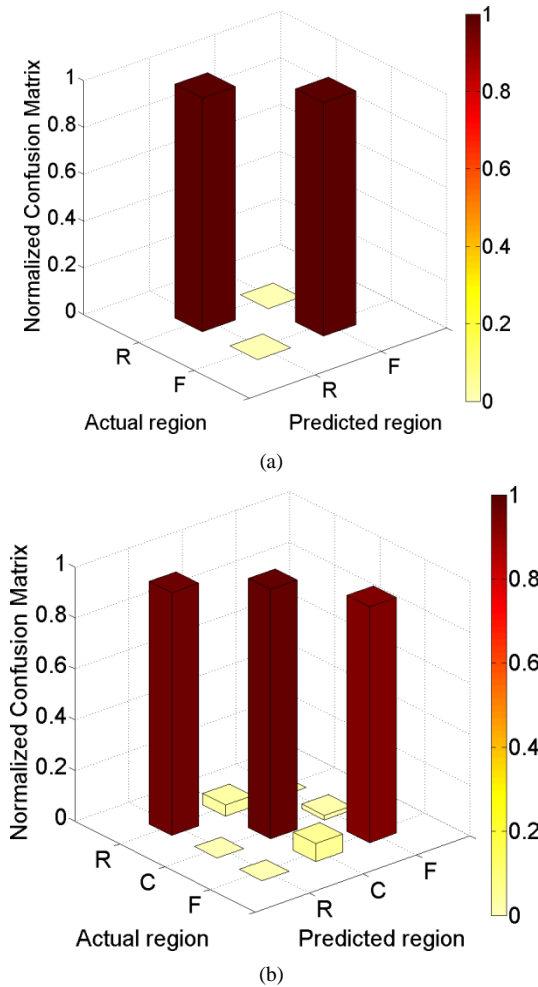 Normalized Confusion Matrix
1
0.8
0.6
0.4
0.2
0
R
F
Actual region
R
F
Predicted region
1
0.8
0.6
0.4
0.2
0
(a)
Normalized Confusion Matrix
1
0.8
0.6
0.4
0.2
0
R
C
F
Actual region
R
C
F
Predicted region
1
0.8
0.6
0.4
0.2
0
(b)